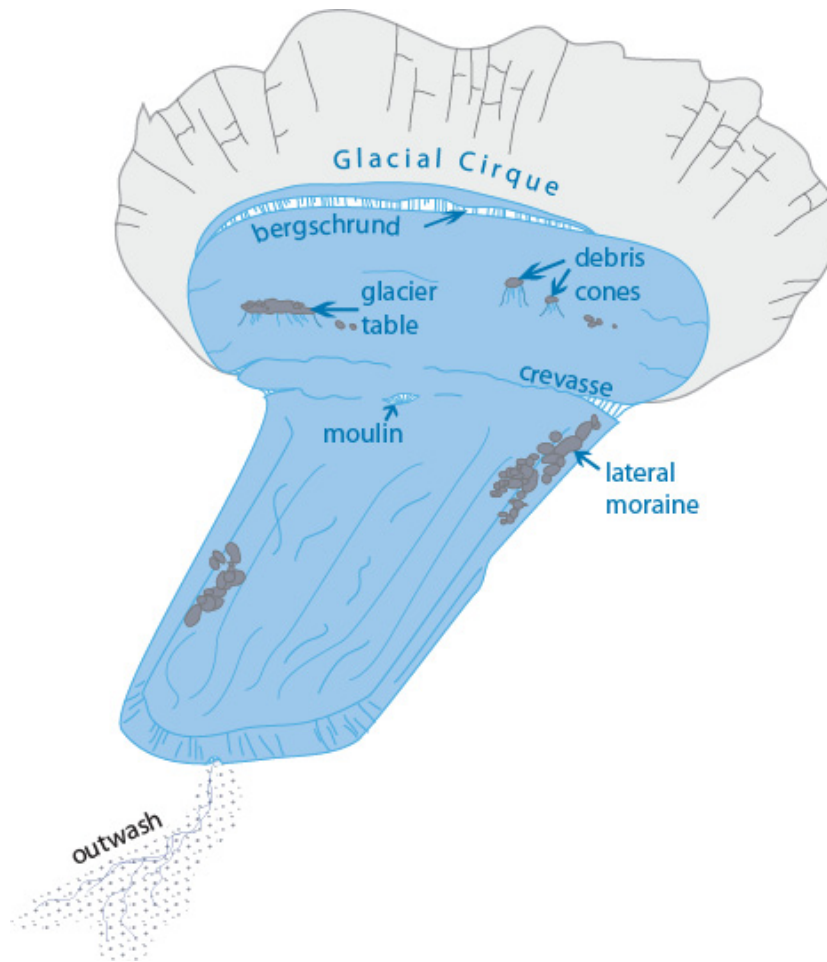 Glacial Cirque
bergschrund
debris
cones
glacier
table
crevasse
moulin
lateral
moraine
outwash